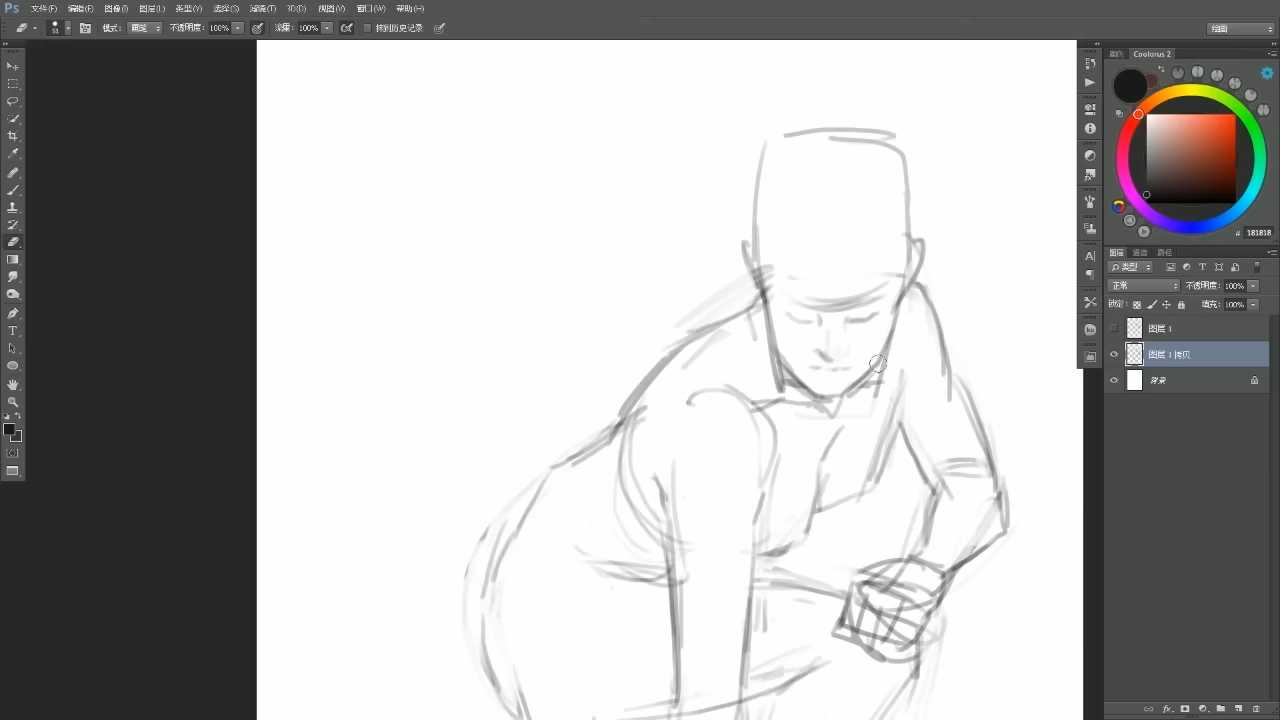 Ps 文件(F) 编辑(E) 图像(I) 图层(L) 类型(Y) 选择(S) 滤镜(T) 3D(D) 视图(V) 窗口(W) 帮助(H)
51 模式: 画笔 不透明度: 100% 流量: 100% 抹到历史记录 绘画
Coolorus 2
# 181818
图层 通道 路径
类型
正常 不透明度: 100%
锁定: 填充: 100%
图层 1
图层 1 拷贝
背景